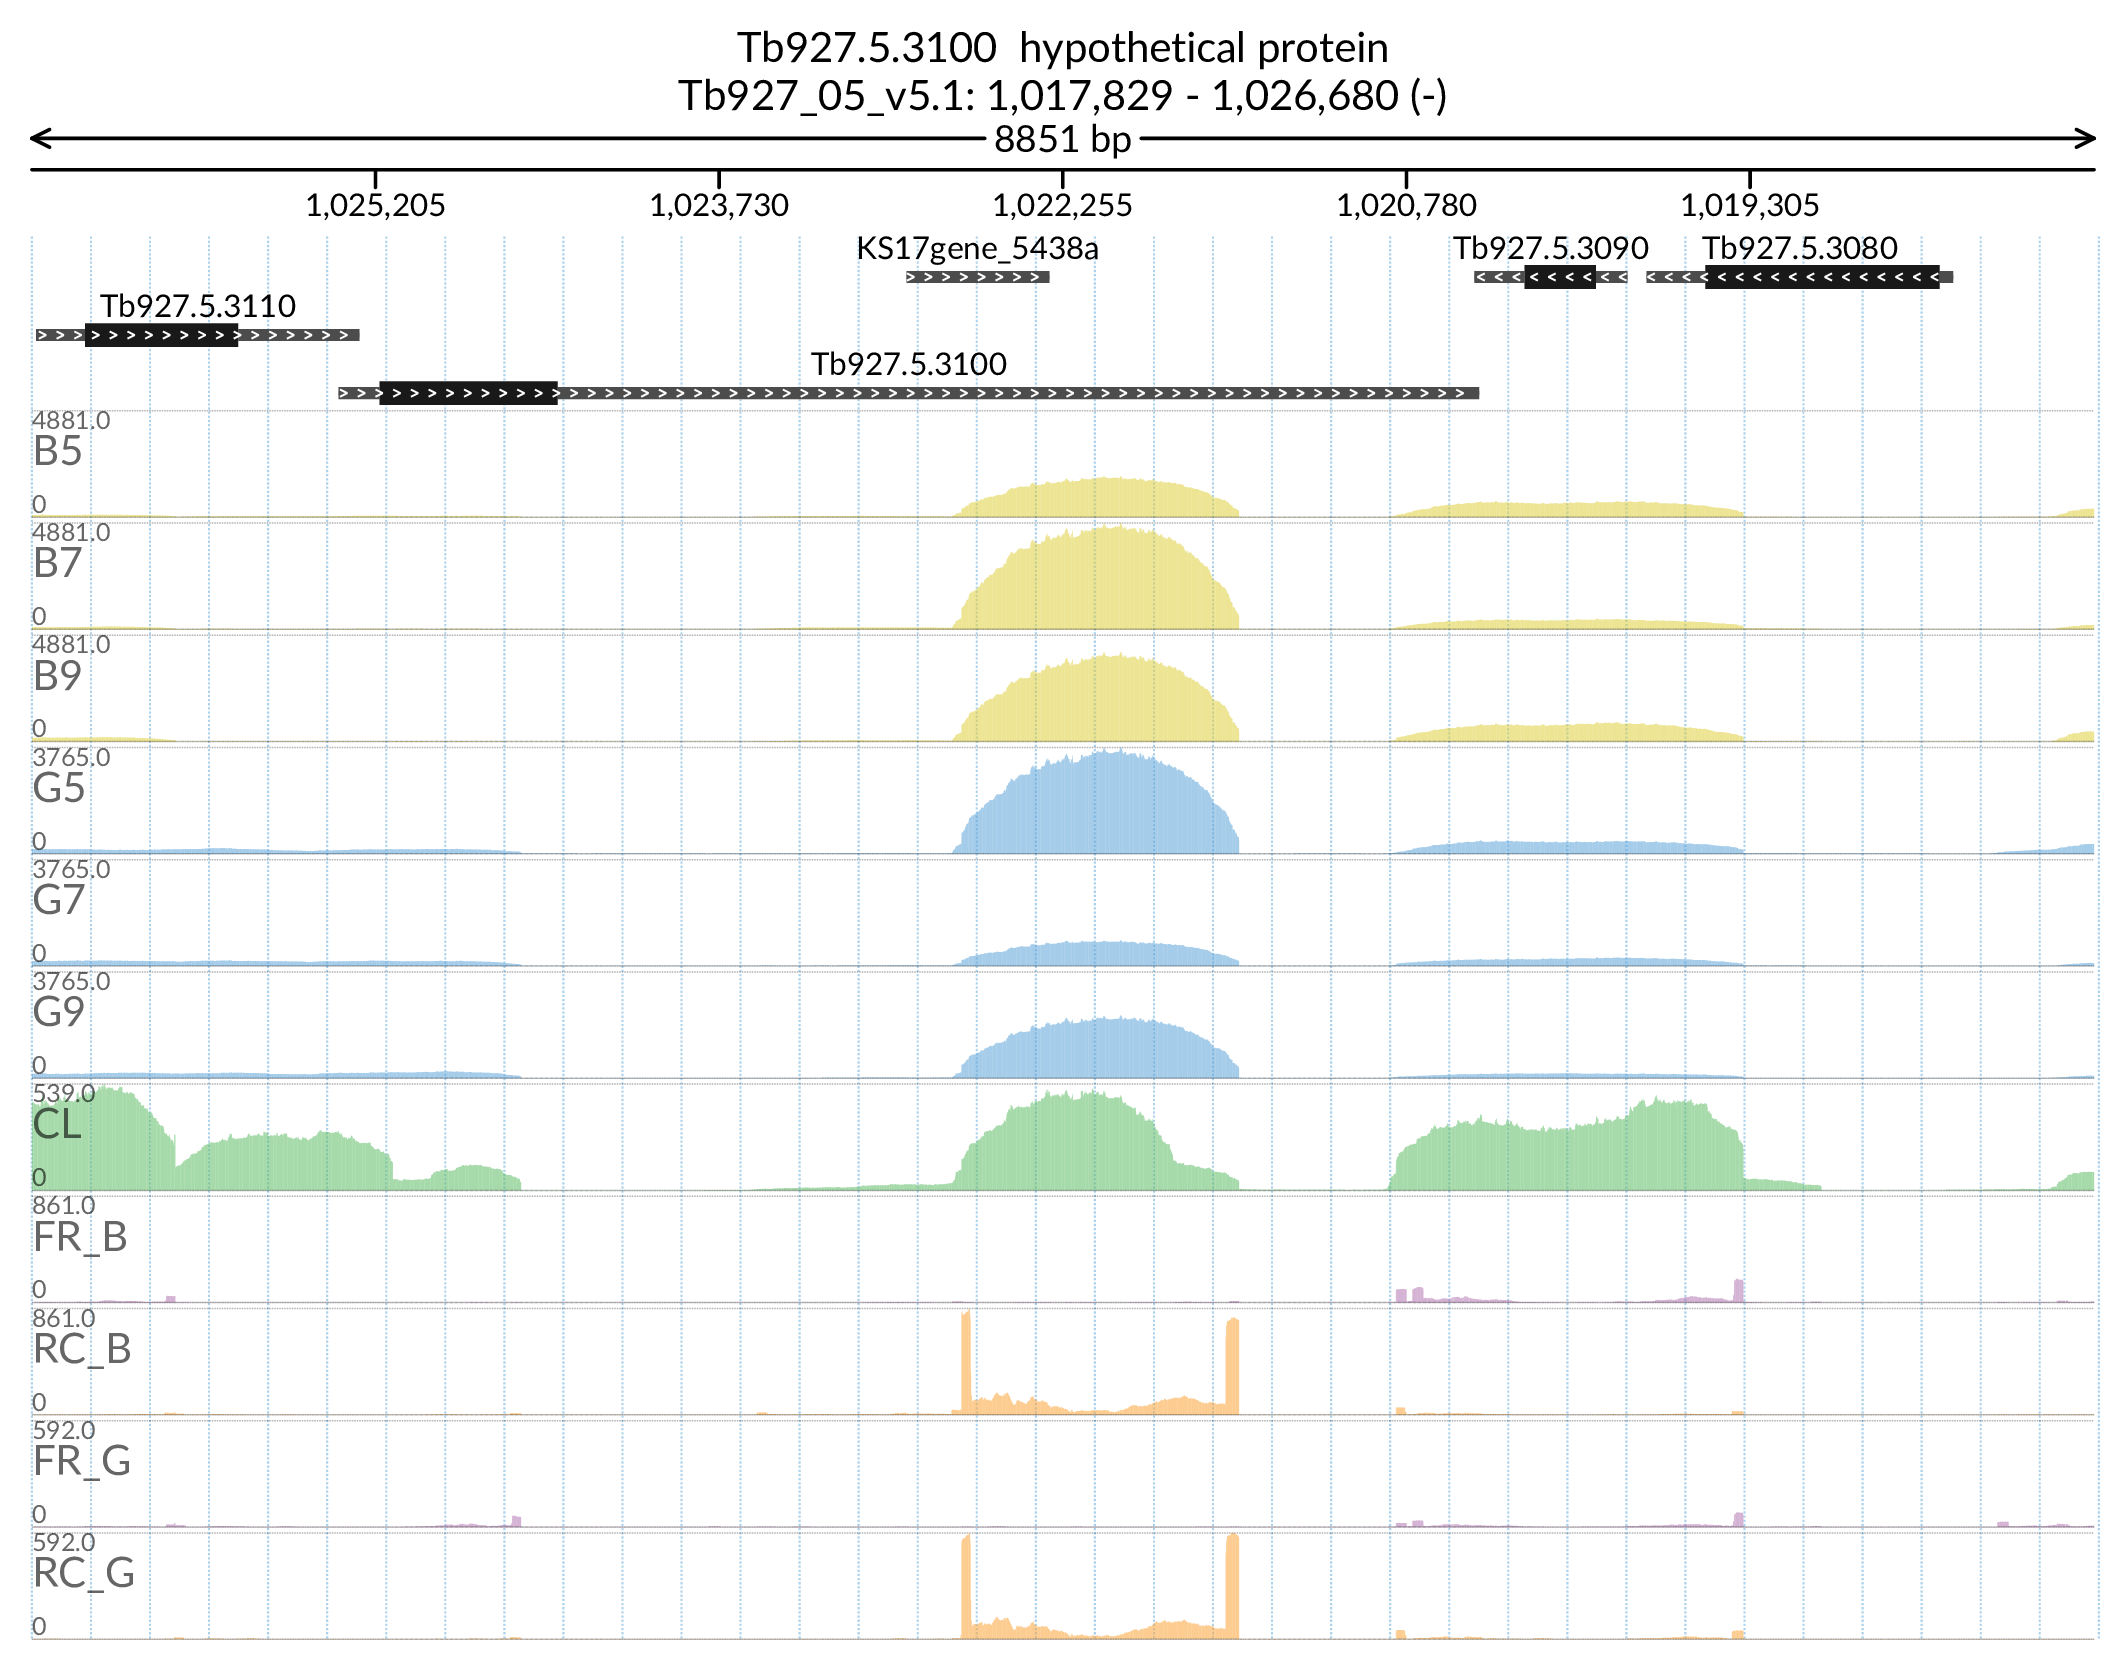 Tb927.5.3100 hypothetical protein
Tb927_05_v5.1: 1,017,829 - 1,026,680 (-)
8851 bp
1,025,205 1,023,730 1,022,255 1,020,780 1,019,305
KS17gene_5438a Tb927.5.3090 Tb927.5.3080
Tb927.5.3110
Tb927.5.3100
4881.0
B5
0
4881.0
B7
0
4881.0
B9
0
3765.0
G5
0
3765.0
G7
0
3765.0
G9
0
539.0
CL
0
861.0
FR_B
0
861.0
RC_B
0
592.0
FR_G
0
592.0
RC_G
0